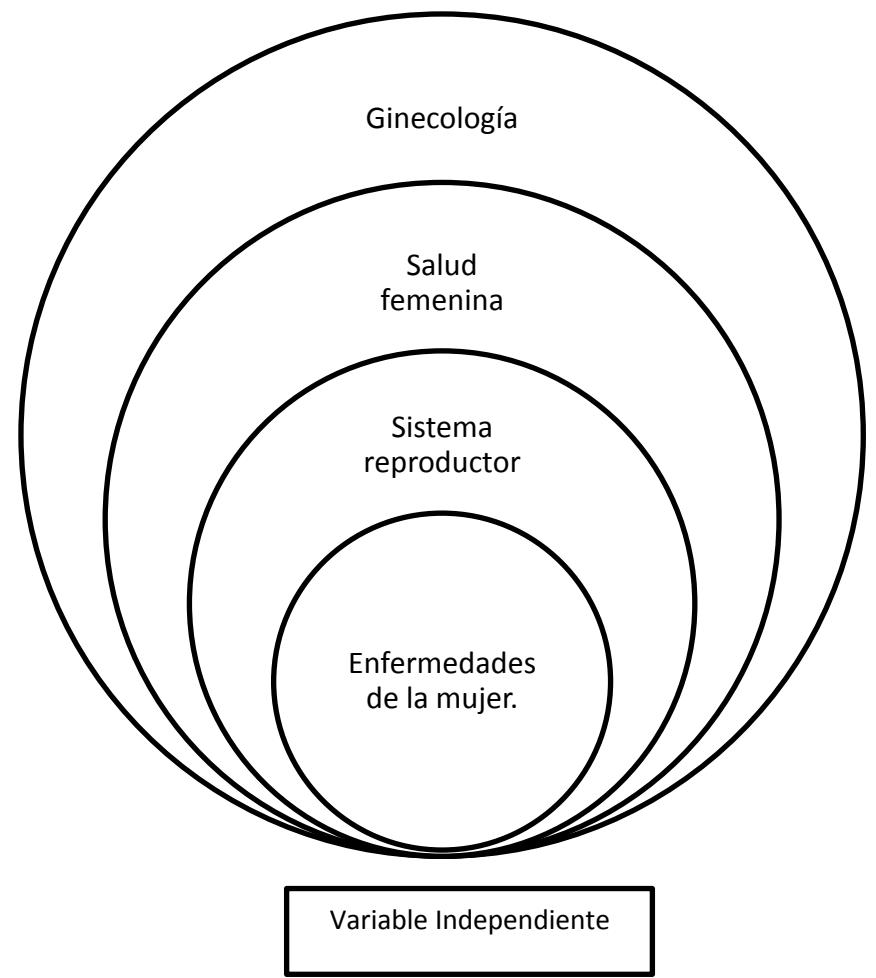 Ginecología
Salud
femenina
Sistema
reproductor
Enfermedades
de la mujer.
Variable Independiente